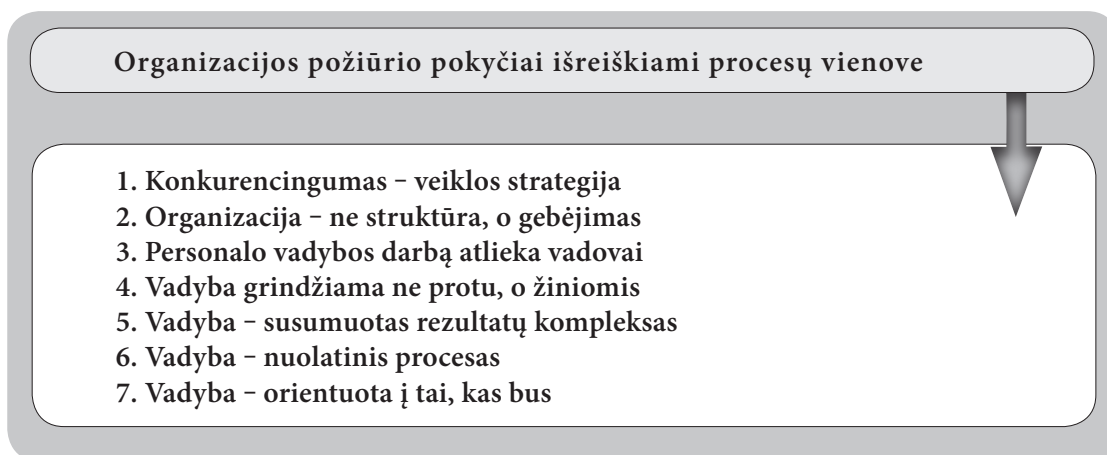 Organizacijos požiūrio pokyčiai išreiškiami procesų vienove
1. Konkurencingumas – veiklos strategija
2. Organizacija – ne struktūra, o gebėjimas
3. Personalo vadybos darbą atlieka vadovai
4. Vadyba grindžiama ne protu, o žiniomis
5. Vadyba – susumuotas rezultatų kompleksas
6. Vadyba – nuolatinis procesas
7. Vadyba – orientuota į tai, kas bus